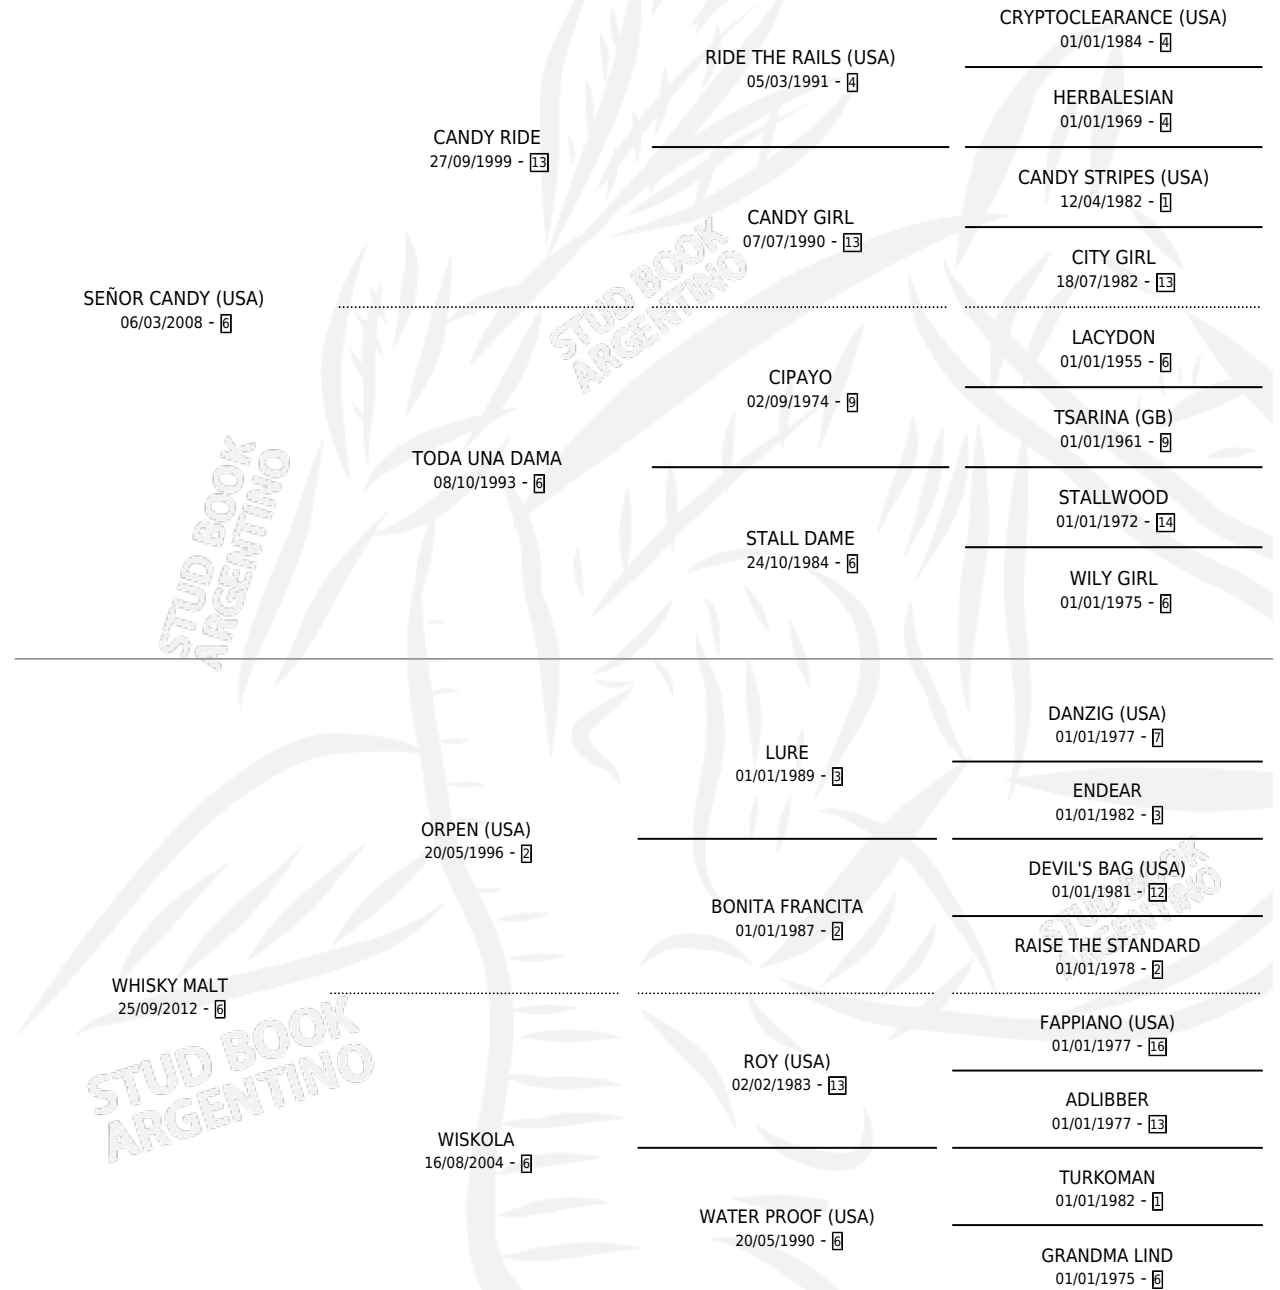 CRYPTOCLEARANCE (USA)
01/01/1984 - 4
RIDE THE RAILS (USA)
05/03/1991 - 4
HERBALESIAN
01/01/1969 - 4
CANDY RIDE
27/09/1999 - 13
CANDY STRIPES (USA)
12/04/1982 - 1
CANDY GIRL
07/07/1990 - 13
CITY GIRL
18/07/1982 - 13
SEÑOR CANDY (USA)
06/03/2008 - 6
LACYDON
01/01/1955 - 6
CIPAYO
02/09/1974 - 9
TSARINA (GB)
01/01/1961 - 9
TODA UNA DAMA
08/10/1993 - 6
STALLWOOD
01/01/1972 - 14
STALL DAME
24/10/1984 - 6
WILY GIRL
01/01/1975 - 6
STUD BOOK
ARGENTINO
STUD BOOK
ARGENTINO
DANZIG (USA)
01/01/1977 - 7
LURE
01/01/1989 - 3
ENDEAR
01/01/1982 - 3
ORPEN (USA)
20/05/1996 - 2
DEVIL'S BAG (USA)
01/01/1981 - 12
BONITA FRANCITA
01/01/1987 - 2
RAISE THE STANDARD
01/01/1978 - 2
STUD BOOK
ARGENTINO
WHISKY MALT
25/09/2012 - 6
FAPPIANO (USA)
01/01/1977 - 16
ROY (USA)
02/02/1983 - 13
ADLIBBER
01/01/1977 - 13
WISKOLA
16/08/2004 - 6
TURKOMAN
01/01/1982 - 1
WATER PROOF (USA)
20/05/1990 - 6
GRANDMA LIND
01/01/1975 - 6
STUD BOOK
ARGENTINO